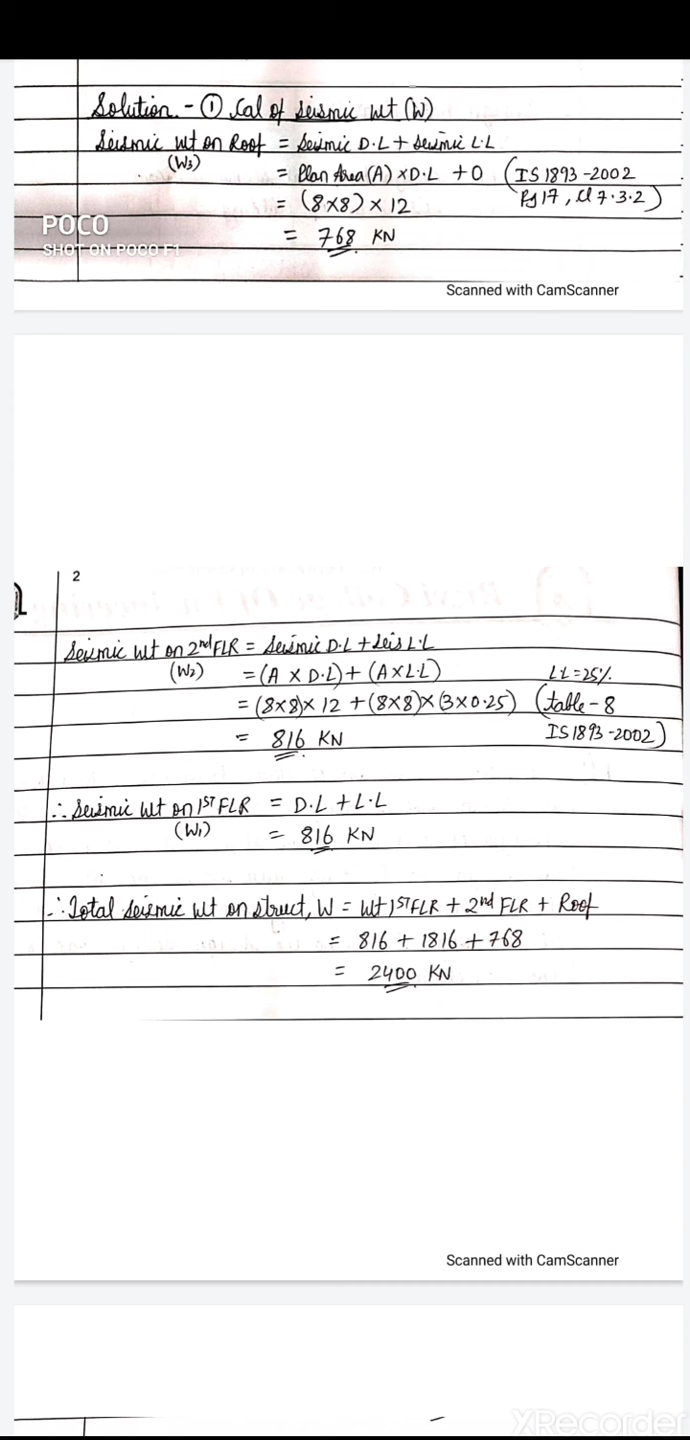 Solution. - ① Cal of Seismic wt (W)
Seismic wt on Roof = Seismic D.L + Seismic L.L
(W3)
= Plan Area (A) × D.L + 0 (IS 1893-2002
= (8×8) × 12 Pg 17, Cl 7.3.2)
= 768 KN
POCO
SHOT ON POCO F1
Scanned with CamScanner
2
Seismic wt on 2nd FLR = Seismic D.L + Seis L.L
(W2) = (A × D.L) + (A×L.L) LL=25%
= (8×8)× 12 + (8×8)×(3×0.25) (table-8
= 816 KN IS 1893-2002)
∴ Seismic wt on 1ST FLR = D.L + L.L
(W1) = 816 KN
∴ Total Seismic wt on struct, W = wt 1ST FLR + 2nd FLR + Roof
= 816 + 1816 + 768
= 2400 KN
Scanned with CamScanner
XRecorder